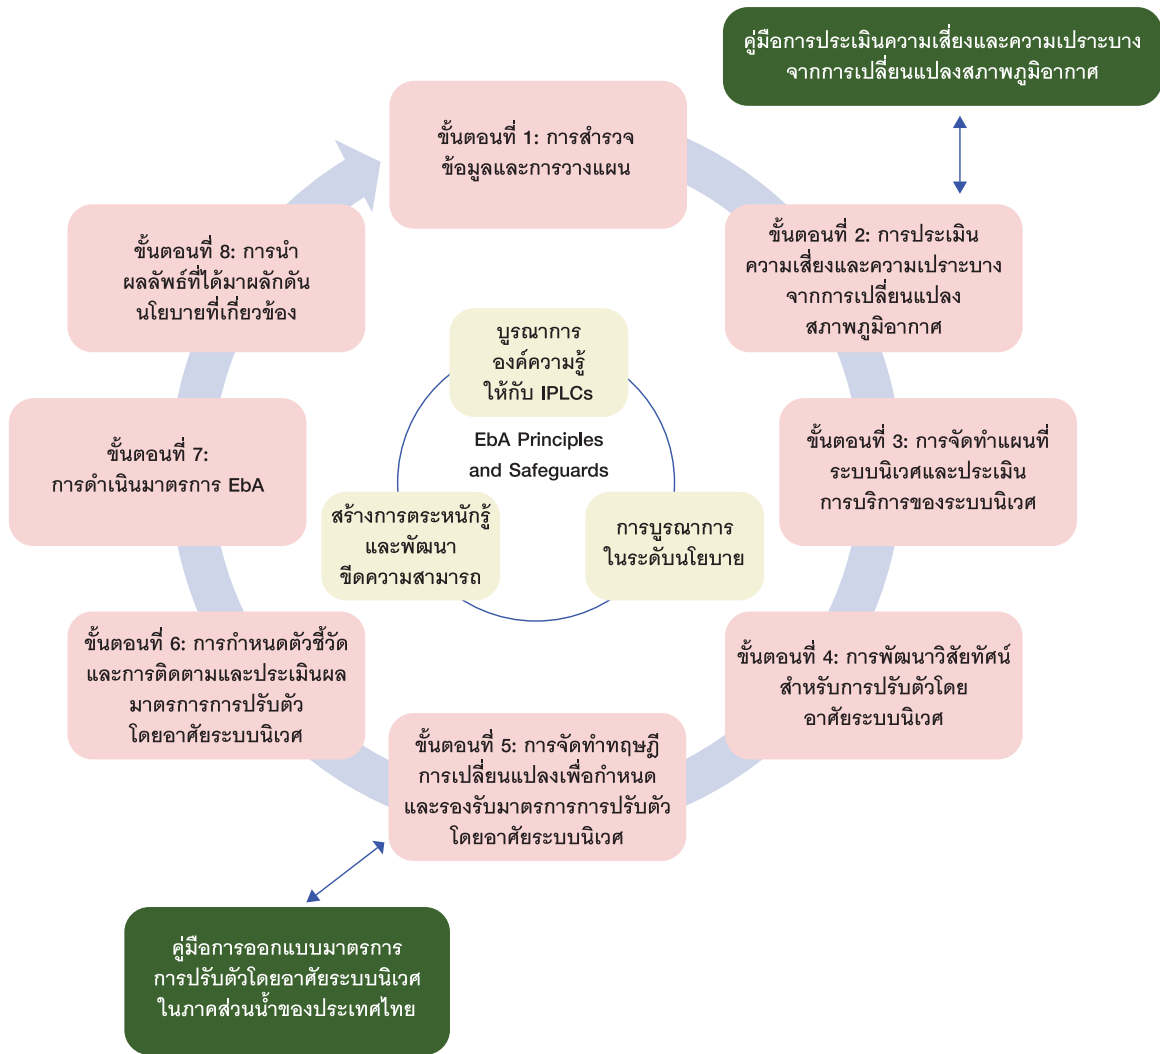 คู่มือการประเมินความเสี่ยงและความเปราะบาง
จากการเปลี่ยนแปลงสภาพภูมิอากาศ
ขั้นตอนที่ 1: การสำรวจ
ข้อมูลและการวางแผน
ขั้นตอนที่ 2: การประเมิน
ความเสี่ยงและความเปราะบาง
จากการเปลี่ยนแปลง
สภาพภูมิอากาศ
ขั้นตอนที่ 3: การจัดทำแผนที่
ระบบนิเวศและประเมิน
การบริการของระบบนิเวศ
ขั้นตอนที่ 4: การพัฒนาวิสัยทัศน์
สำหรับการปรับตัวโดย
อาศัยระบบนิเวศ
ขั้นตอนที่ 5: การจัดทำทฤษฎี
การเปลี่ยนแปลงเพื่อกำหนด
และรองรับมาตรการการปรับตัว
โดยอาศัยระบบนิเวศ
ขั้นตอนที่ 6: การกำหนดตัวชี้วัด
และการติดตามและประเมินผล
มาตรการการปรับตัว
โดยอาศัยระบบนิเวศ
ขั้นตอนที่ 7:
การดำเนินมาตรการ EbA
ขั้นตอนที่ 8: การนำ
ผลลัพธ์ที่ได้มาผลักดัน
นโยบายที่เกี่ยวข้อง
บูรณาการ
องค์ความรู้
ให้กับ IPLCs
EbA Principles
and Safeguards
สร้างการตระหนักรู้
และพัฒนา
ขีดความสามารถ
การบูรณาการ
ในระดับนโยบาย
คู่มือการออกแบบมาตรการ
การปรับตัวโดยอาศัยระบบนิเวศ
ในภาคส่วนน้ำของประเทศไทย